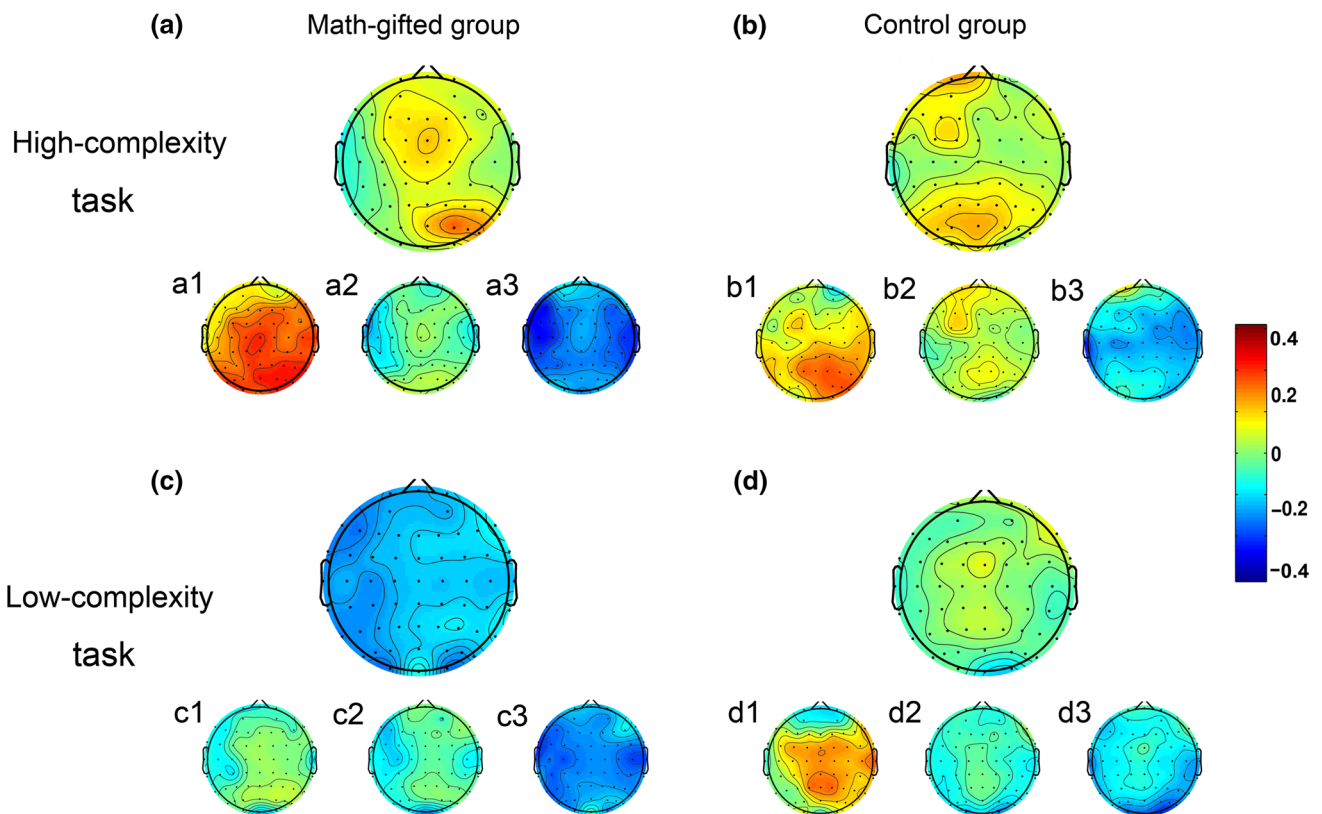 (a) Math-gifted group
(b) Control group
High-complexity
task
a1 a2 a3
b1 b2 b3
0.4
0.2
0
−0.2
−0.4
(c)
(d)
Low-complexity
task
c1 c2 c3
d1 d2 d3